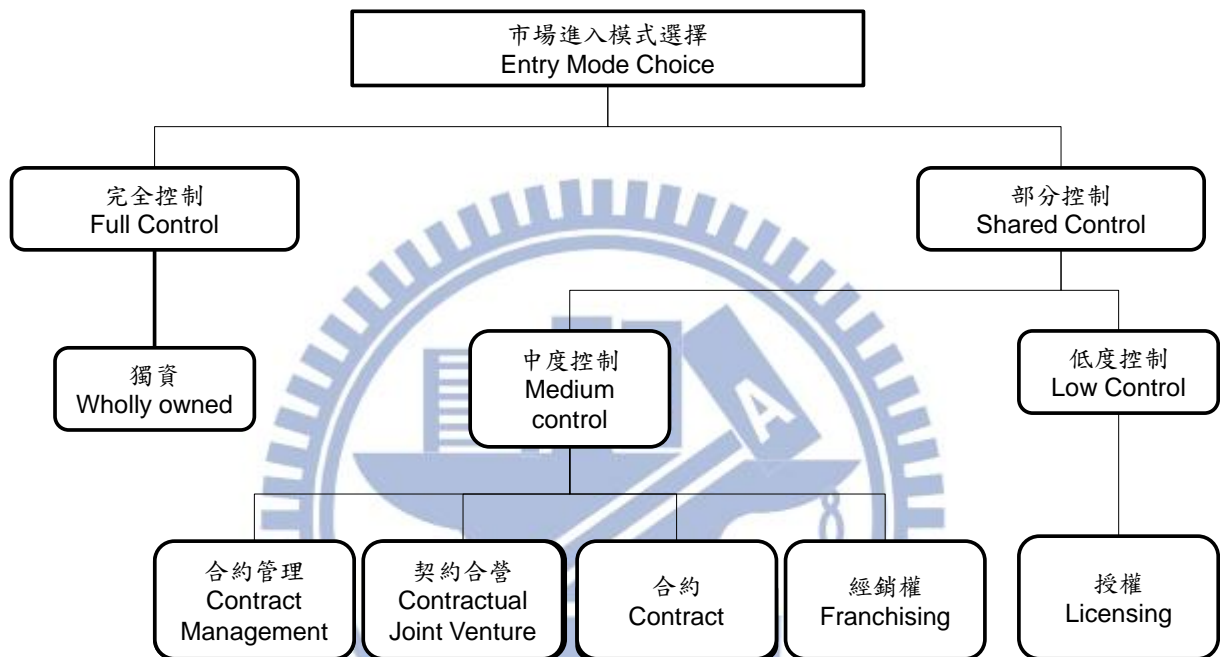 市場進入模式選擇
Entry Mode Choice
完全控制
Full Control
部分控制
Shared Control
獨資
Wholly owned
中度控制
Medium
control
低度控制
Low Control
合約管理
Contract
Management
契約合營
Contractual
Joint Venture
合約
Contract
經銷權
Franchising
授權
Licensing
A
8